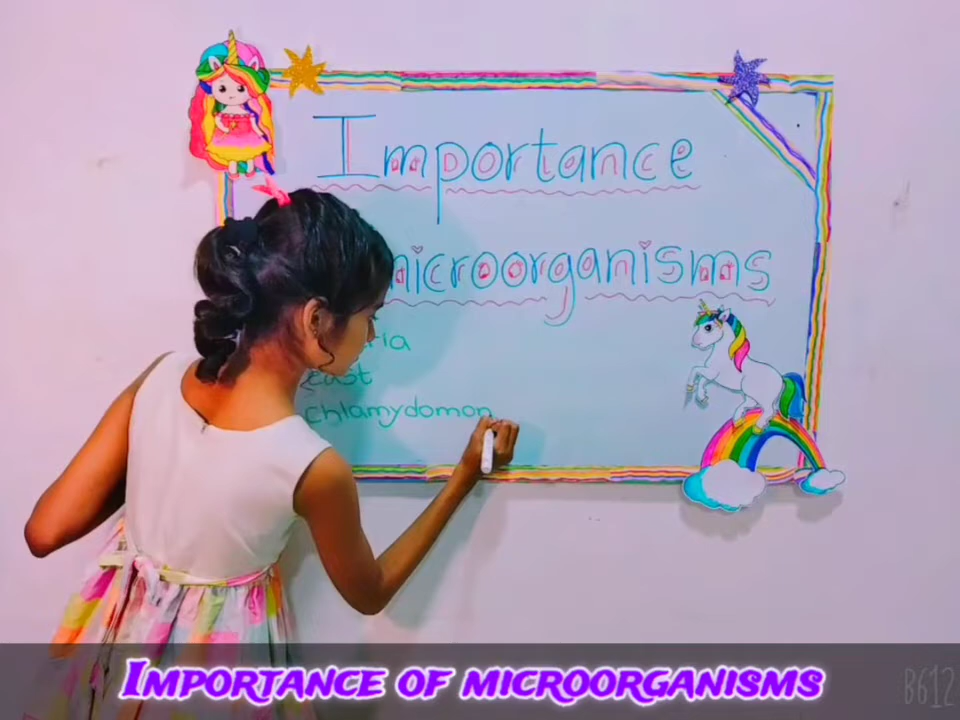 Importance
microorganisms
ria
east
chlamydomon
IMPORTANCE OF MICROORGANISMS
B612